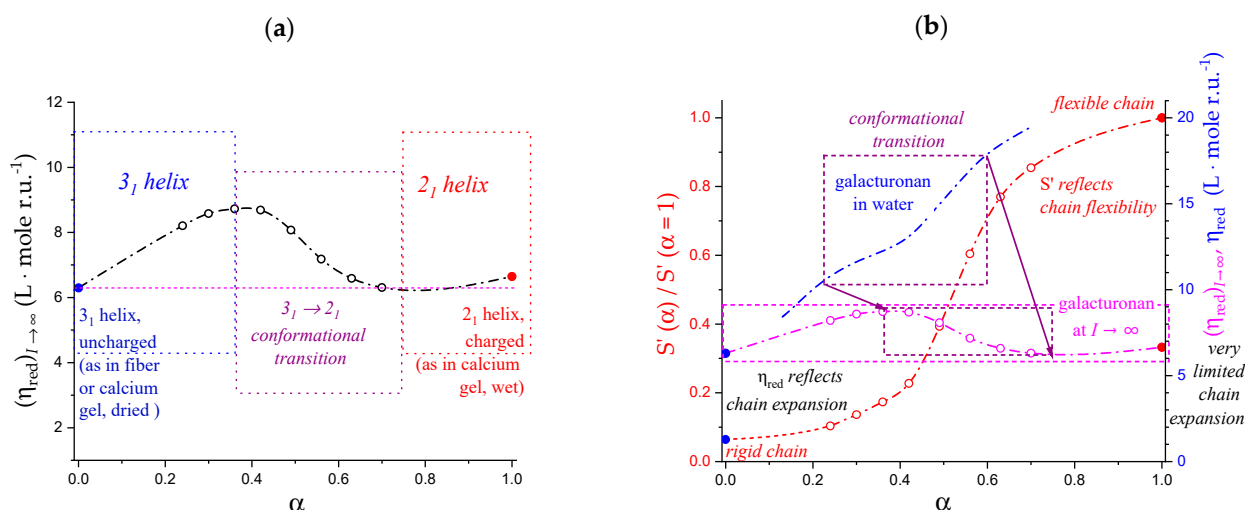 (a)
(η_red)_{I→∞} (L · mole r.u.⁻¹)
12
10
8
6
4
2
3₁ helix
2₁ helix
3₁ helix,
uncharged
(as in fiber
or calcium
gel, dried )
3₁→ 2₁
conformational
transition
2₁ helix,
charged
(as in calcium
gel, wet)
0.0
0.2
0.4
0.6
0.8
1.0
α
(b)
S' (α) / S' (α = 1)
1.0
0.8
0.6
0.4
0.2
0.0
flexible chain
conformational
transition
galacturonan
in water
S' reflects
chain flexibility
galacturonan
at I → ∞
η_red reflects
chain expansion
rigid chain
very
limited
chain
expansion
20
15
10
5
0
(η_red)_{I→∞}, η_red (L · mole r.u.⁻¹)
0.0
0.2
0.4
0.6
0.8
1.0
α